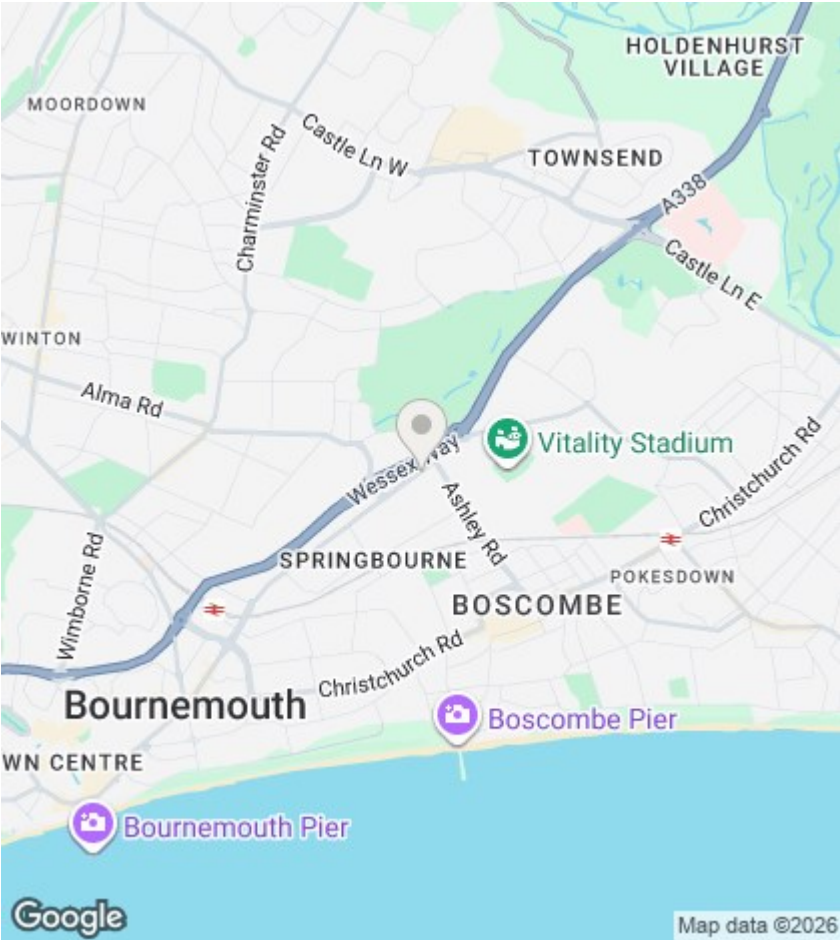 HOLDENHURST
VILLAGE
MOORDOWN
Castle Ln W
TOWNSEND
Charminster Rd
A338
Castle Ln E
WINTON
Alma Rd
Vitality Stadium
Wessex Way
Christchurch Rd
Ashley Rd
Wimborne Rd
SPRINGBOURNE
POKESDOWN
BOSCOMBE
Christchurch Rd
Bournemouth
Boscombe Pier
WN CENTRE
Bournemouth Pier
Google
Map data ©2026